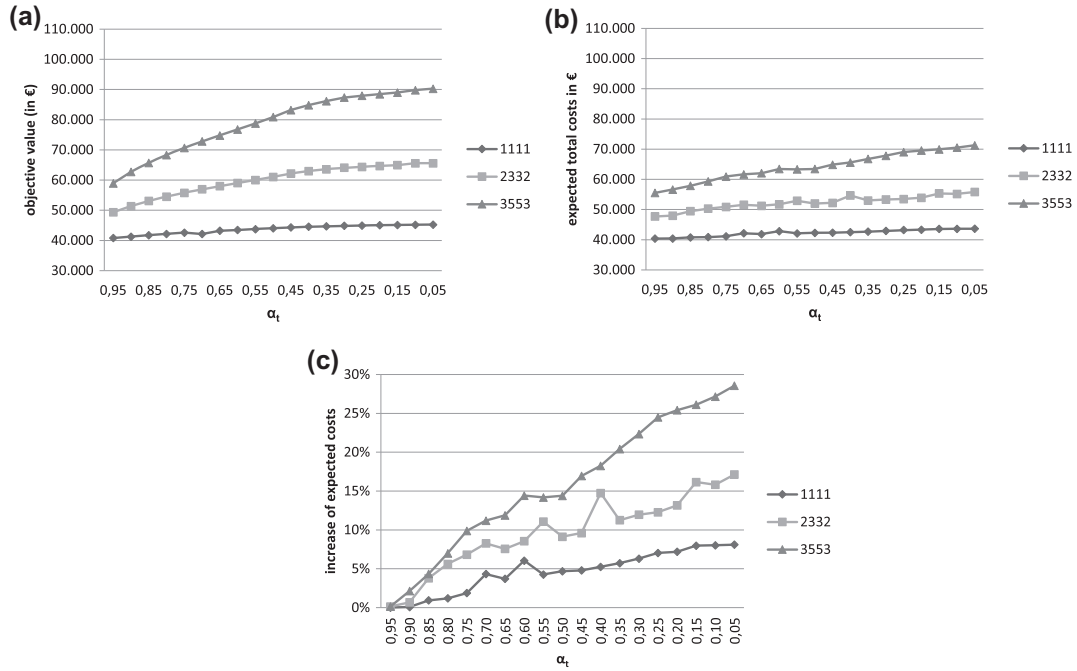 (a)
objective value (in €)
110.000
100.000
90.000
80.000
70.000
60.000
50.000
40.000
30.000
0,95 0,85 0,75 0,65 0,55 0,45 0,35 0,25 0,15 0,05
αt
1111
2332
3553
(b)
expected total costs in €
110.000
100.000
90.000
80.000
70.000
60.000
50.000
40.000
30.000
0,95 0,85 0,75 0,65 0,55 0,45 0,35 0,25 0,15 0,05
αt
1111
2332
3553
(c)
increase of expected costs
30%
25%
20%
15%
10%
5%
0%
0,95 0,90 0,85 0,80 0,75 0,70 0,65 0,60 0,55 0,50 0,45 0,40 0,35 0,30 0,25 0,20 0,15 0,10 0,05
αt
1111
2332
3553